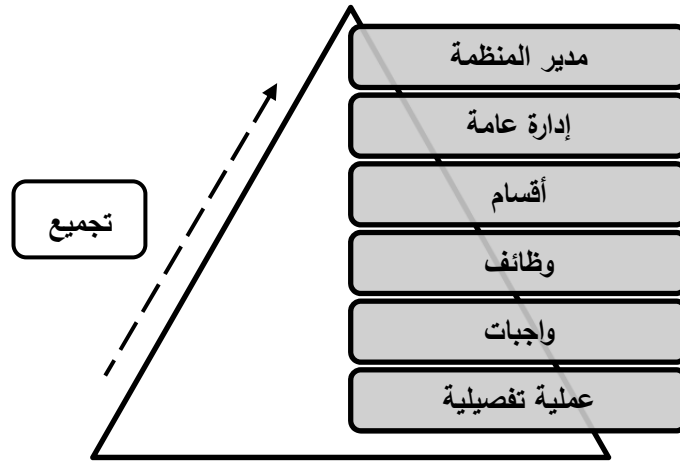 مدير المنظمة
إدارة عامة
أقسام
تجميع
وظائف
واجبات
عملية تفصيلية